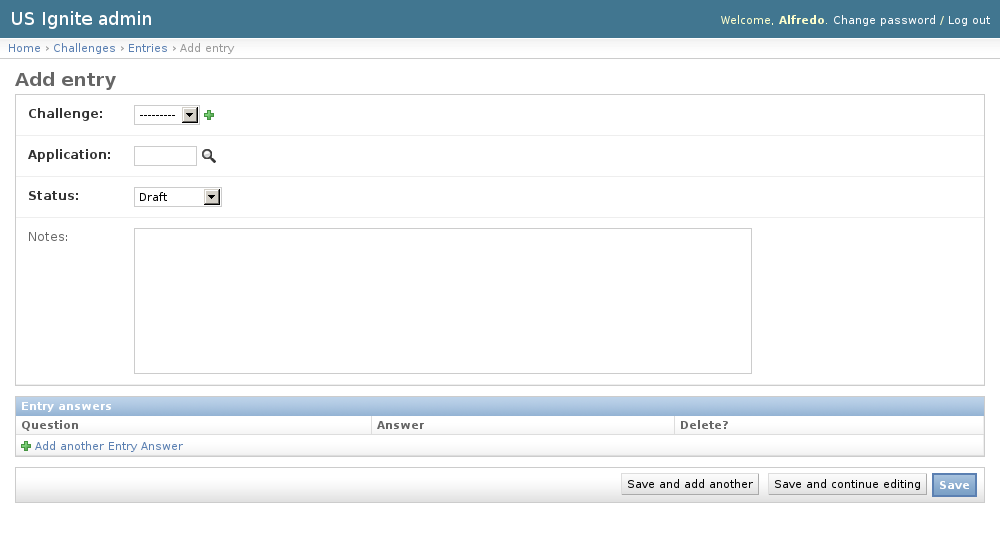 US Ignite admin
Welcome, Alfredo. Change password / Log out
Home › Challenges › Entries › Add entry
Add entry
Challenge: ---------
Application:
Status: Draft
Notes:
Entry answers
Question Answer Delete?
Add another Entry Answer
Save and add another Save and continue editing Save